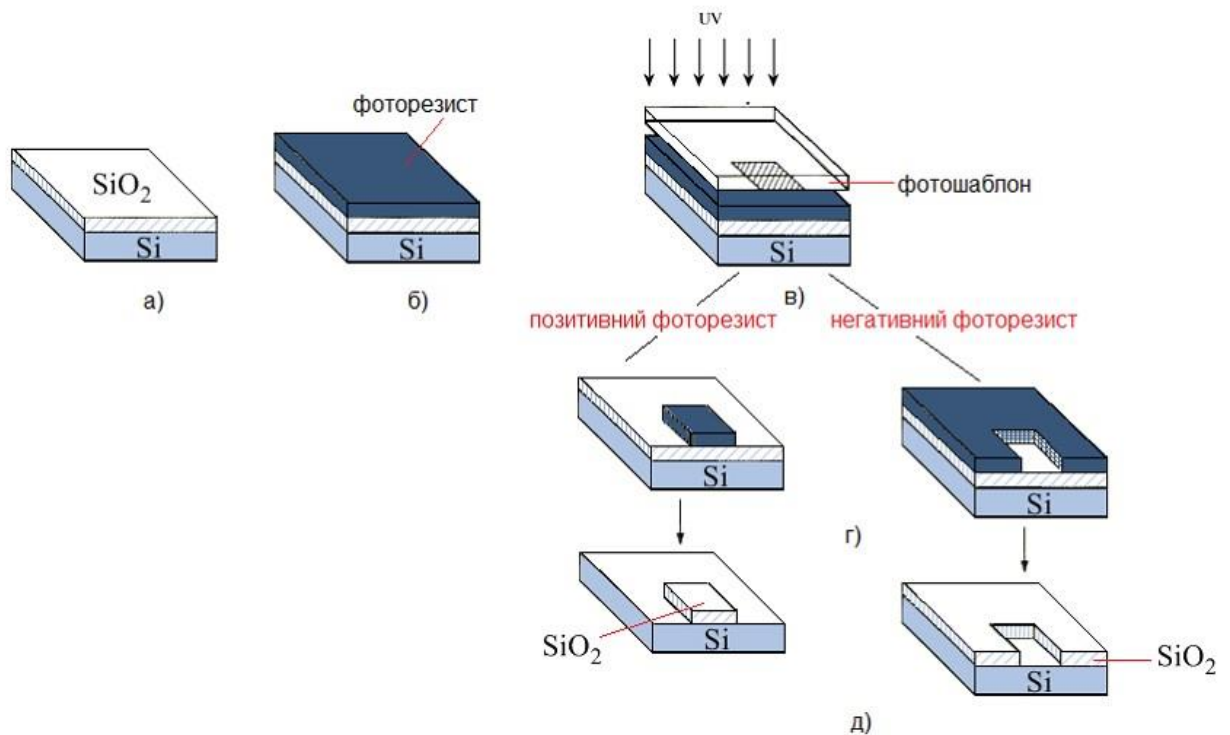 UV
фоторезист
SiO2
фотошаблон
Si
Si
Si
а)
б)
в)
позитивний фоторезист
негативний фоторезист
Si
Si
г)
SiO2
Si
Si
SiO2
д)